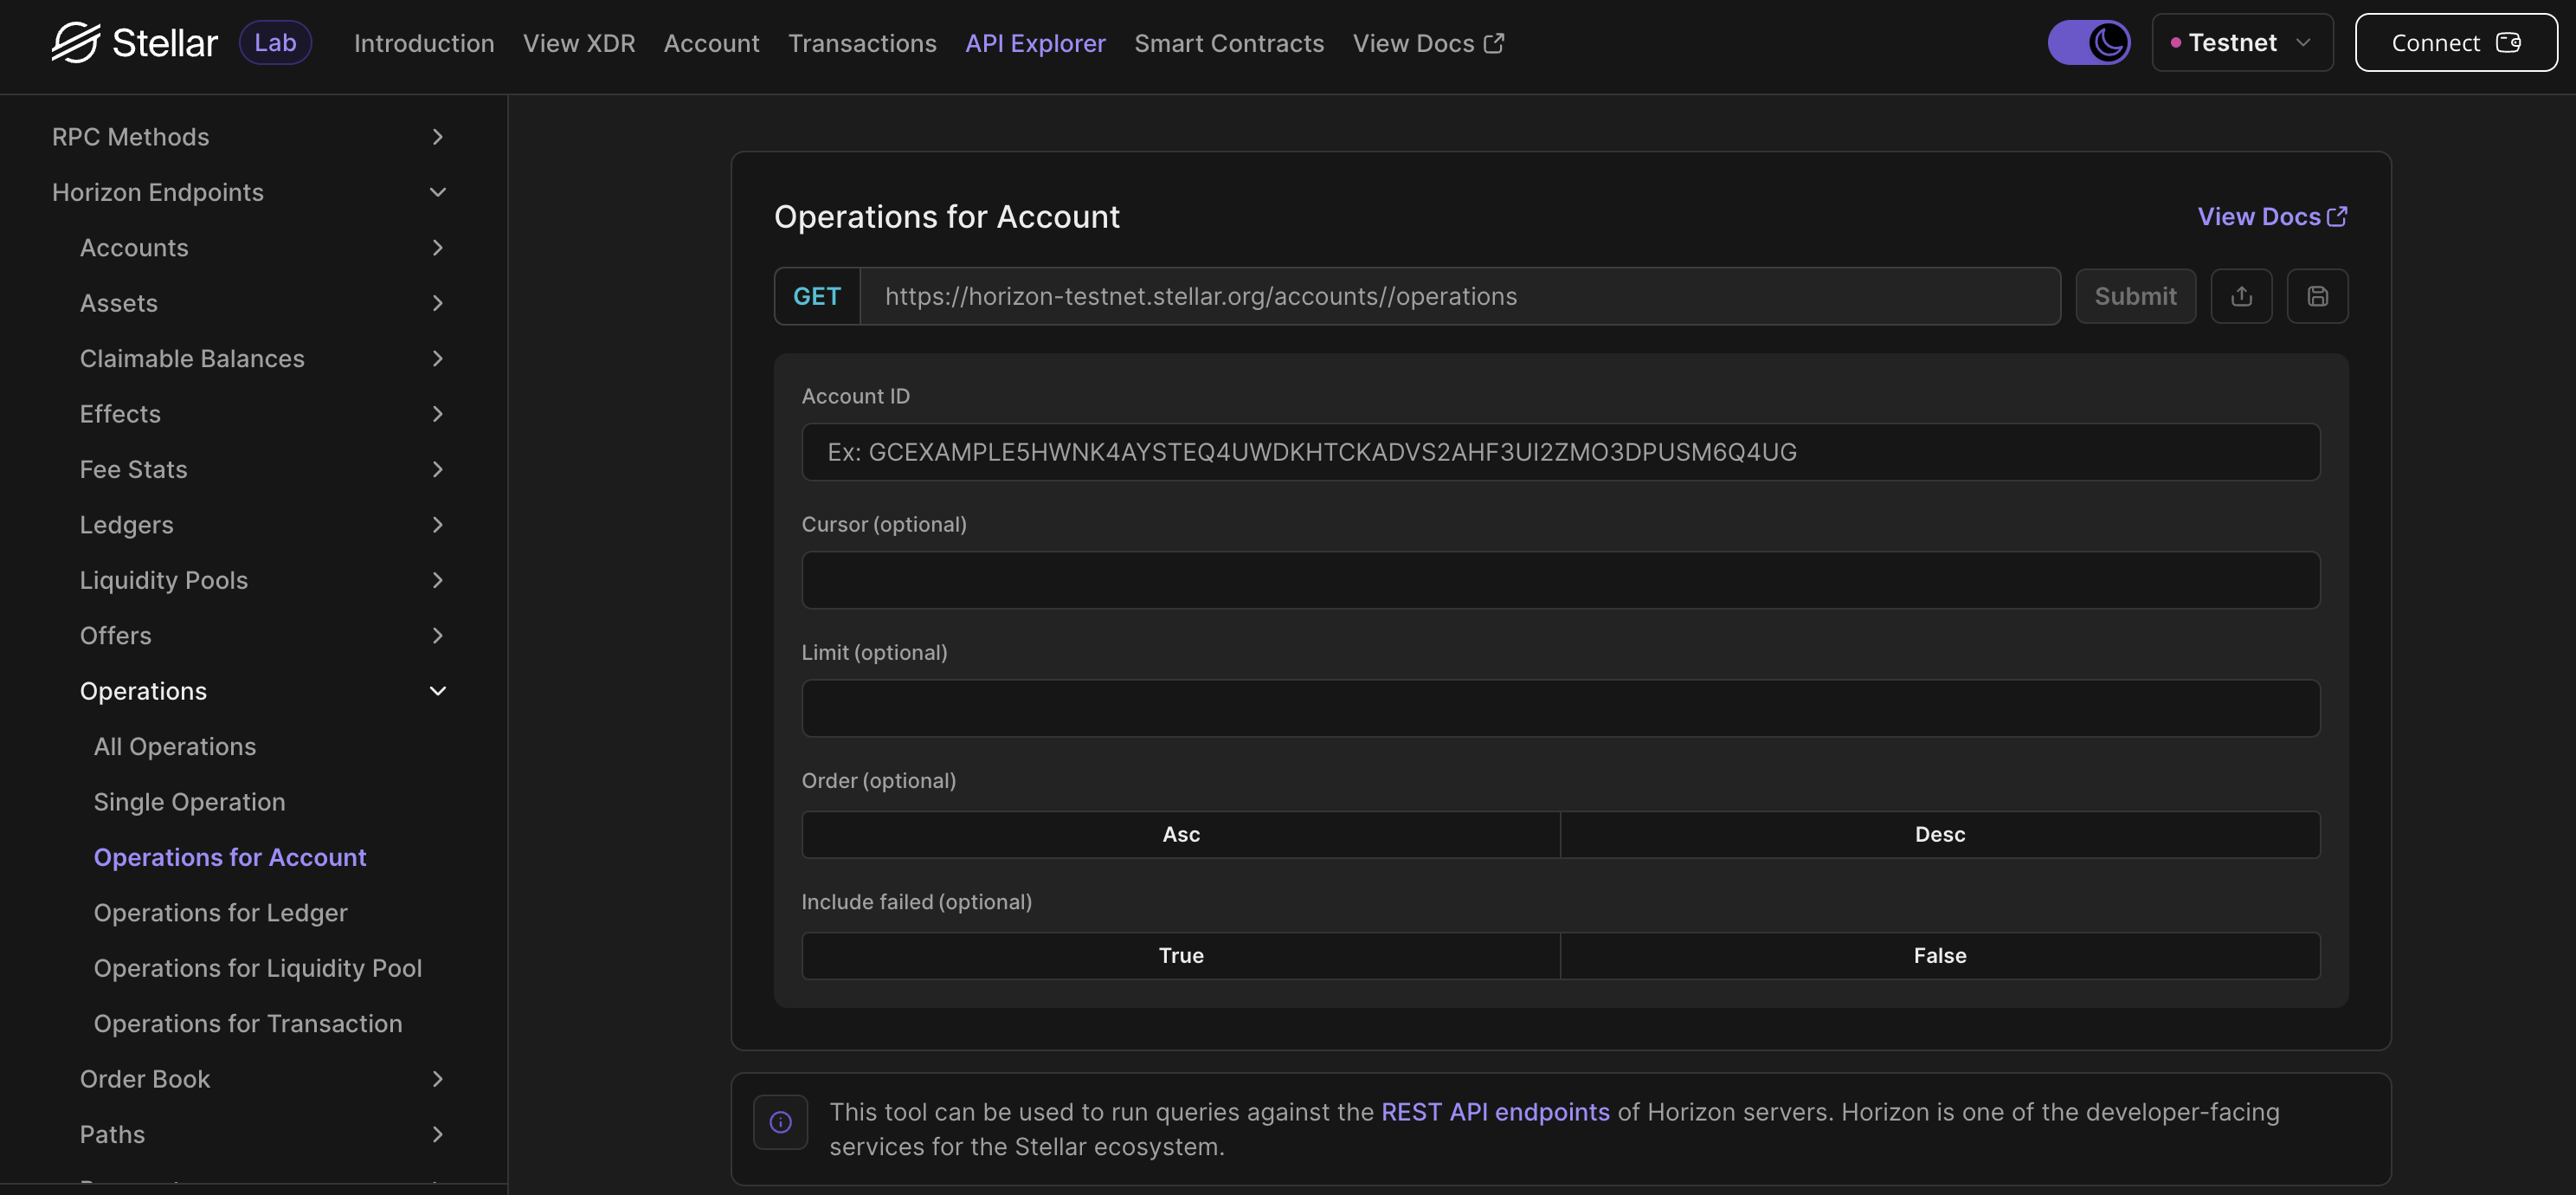 Stellar Lab Introduction View XDR Account Transactions API Explorer Smart Contracts View Docs Testnet Connect
RPC Methods
Horizon Endpoints
Accounts
Assets
Claimable Balances
Effects
Fee Stats
Ledgers
Liquidity Pools
Offers
Operations
All Operations
Single Operation
Operations for Account
Operations for Ledger
Operations for Liquidity Pool
Operations for Transaction
Order Book
Paths
Operations for Account View Docs
GET https://horizon-testnet.stellar.org/accounts//operations Submit
Account ID
Ex: GCEXAMPLE5HWNK4AYSTEQ4UWDKHTCKADVS2AHF3UI2ZMO3DPUSM6Q4UG
Cursor (optional)
Limit (optional)
Order (optional)
Asc Desc
Include failed (optional)
True False
This tool can be used to run queries against the REST API endpoints of Horizon servers. Horizon is one of the developer-facing
services for the Stellar ecosystem.